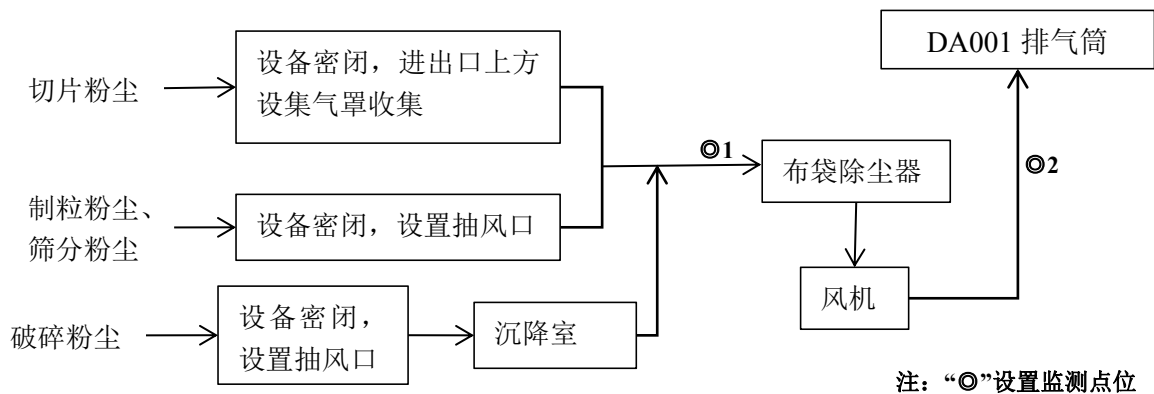 DA001 排气筒
设备密闭，进出口上方
设集气罩收集
切片粉尘
◎1
◎2
布袋除尘器
制粒粉尘、
筛分粉尘
设备密闭，设置抽风口
风机
破碎粉尘
设备密闭，
设置抽风口
沉降室
注：“◎”设置监测点位